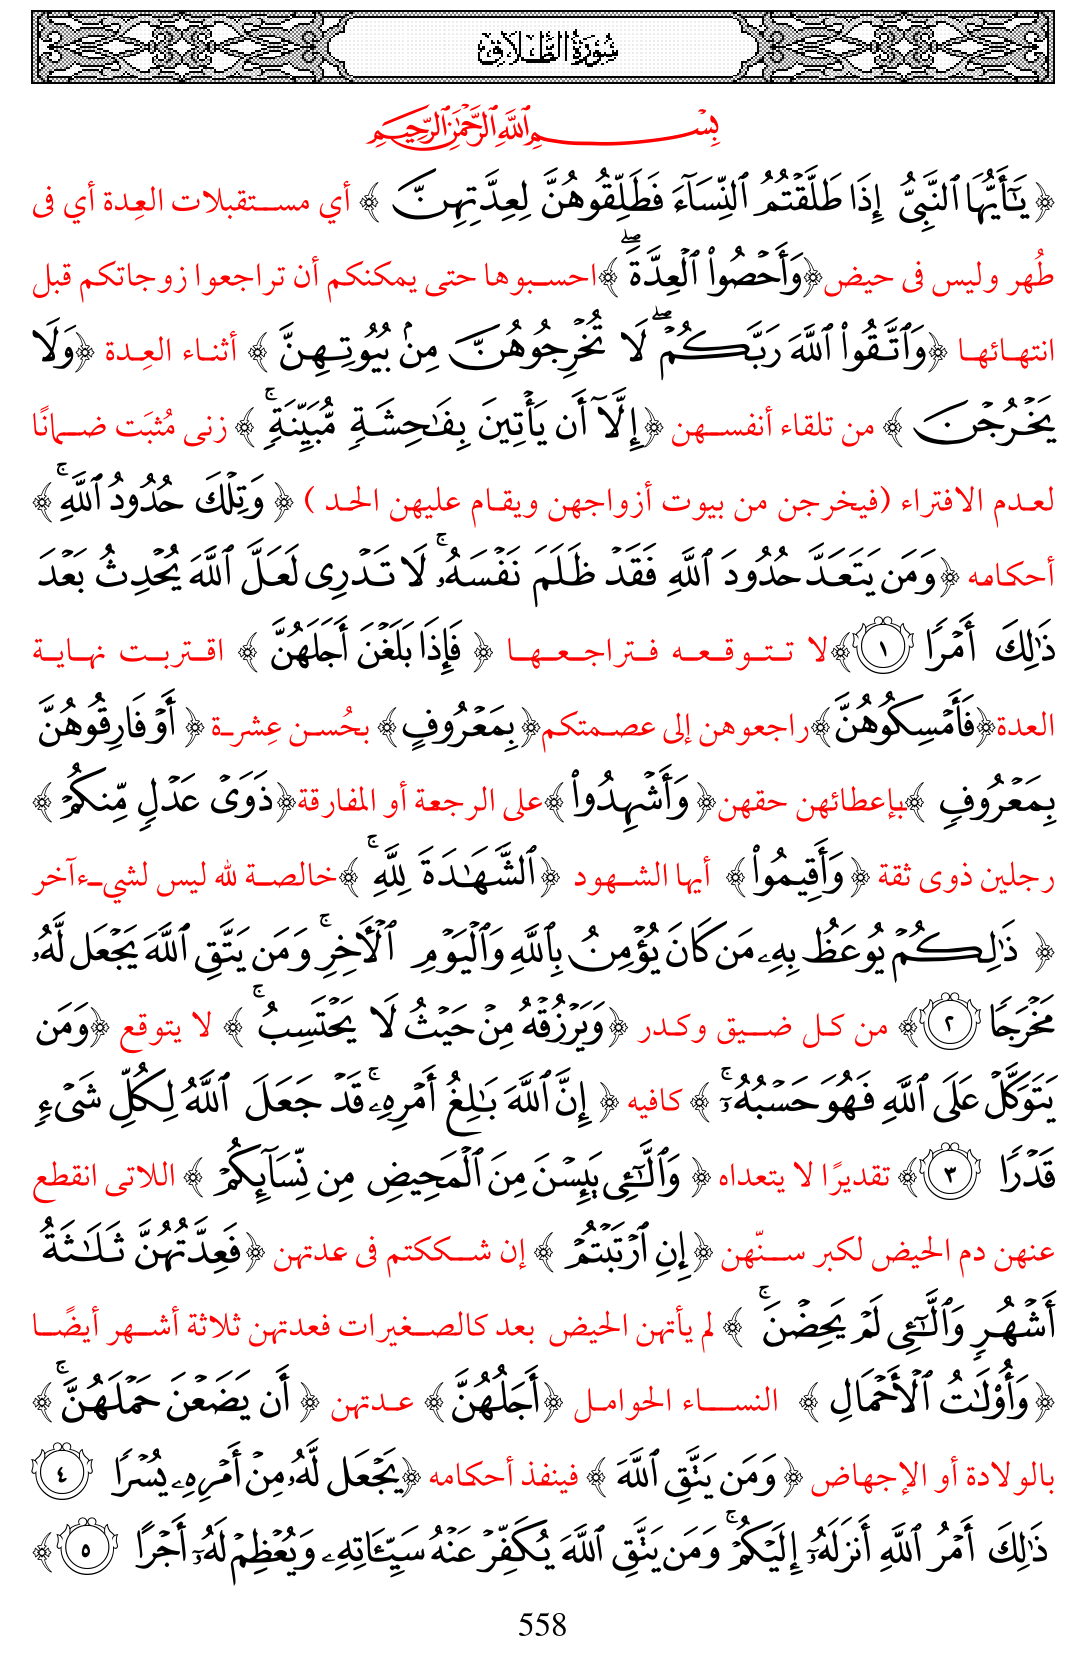 سُورَةُ الطَّلَاقِ
بِسْمِ ٱللَّهِ ٱلرَّحْمَٰنِ ٱلرَّحِيمِ
﴿ يَٰٓأَيُّهَا ٱلنَّبِىُّ إِذَا طَلَّقْتُمُ ٱلنِّسَآءَ فَطَلِّقُوهُنَّ لِعِدَّتِهِنَّ ﴾ أي مستقبلات العِدة أي فى
طُهر وليس فى حيض ﴿وَأَحْصُوا۟ ٱلْعِدَّةَ ۖ ﴾ احسبوها حتى يمكنكم أن تراجعوا زوجاتكم قبل
انتهائها ﴿وَٱتَّقُوا۟ ٱللَّهَ رَبَّكُمْ ۖ لَا تُخْرِجُوهُنَّ مِنۢ بُيُوتِهِنَّ ﴾ أثناء العِدة ﴿وَلَا
يَخْرُجْنَ ﴾ من تلقاء أنفسهن ﴿إِلَّآ أَن يَأْتِينَ بِفَٰحِشَةٍ مُّبَيِّنَةٍ ۚ ﴾ زنى مُثبَت ضمانًا
لعدم الافتراء (فيخرجن من بيوت أزواجهن ويقام عليهن الحد ) ﴿ وَتِلْكَ حُدُودُ ٱللَّهِ ۚ ﴾
أحكامه ﴿وَمَن يَتَعَدَّ حُدُودَ ٱللَّهِ فَقَدْ ظَلَمَ نَفْسَهُۥ ۚ لَا تَدْرِى لَعَلَّ ٱللَّهَ يُحْدِثُ بَعْدَ
ذَٰلِكَ أَمْرًا ١ ﴾ لا تتوقعه فتراجعها ﴿ فَإِذَا بَلَغْنَ أَجَلَهُنَّ ﴾ اقتربت نهاية
العدة ﴿فَأَمْسِكُوهُنَّ ﴾ راجعوهن إلى عصمتكم ﴿بِمَعْرُوفٍ ﴾ بحُسن عِشرة ﴿ أَوْ فَارِقُوهُنَّ
بِمَعْرُوفٍ ﴾ بإعطائهن حقهن ﴿ وَأَشْهِدُوا۟ ﴾ على الرجعة أو المفارقة ﴿ذَوَىْ عَدْلٍ مِّنكُمْ ﴾
رجلين ذوى ثقة ﴿وَأَقِيمُوا۟ ﴾ أيها الشهود ﴿ٱلشَّهَٰدَةَ لِلَّهِ ۚ ﴾ خالصة لله ليس لشيء آخر
﴿ ذَٰلِكُمْ يُوعَظُ بِهِۦ مَن كَانَ يُؤْمِنُ بِٱللَّهِ وَٱلْيَوْمِ ٱلْـَٔاخِرِ ۚ وَمَن يَتَّقِ ٱللَّهَ يَجْعَل لَّهُۥ
مَخْرَجًا ٢ ﴾ من كل ضيق وكدر ﴿وَيَرْزُقْهُ مِنْ حَيْثُ لَا يَحْتَسِبُ ۚ ﴾ لا يتوقع ﴿وَمَن
يَتَوَكَّلْ عَلَى ٱللَّهِ فَهُوَ حَسْبُهُۥٓ ۚ ﴾ كافيه ﴿ إِنَّ ٱللَّهَ بَٰلِغُ أَمْرِهِۦ ۚ قَدْ جَعَلَ ٱللَّهُ لِكُلِّ شَىْءٍ
قَدْرًا ٣ ﴾ تقديرًا لا يتعداه ﴿ وَٱلَّٰٓـِٔى يَئِسْنَ مِنَ ٱلْمَحِيضِ مِن نِّسَآئِكُمْ ﴾ اللاتى انقطع
عنهن دم الحيض لكبر سنّهن ﴿إِنِ ٱرْتَبْتُمْ ﴾ إن شككتم فى عدتهن ﴿فَعِدَّتُهُنَّ ثَلَٰثَةُ
أَشْهُرٍ وَٱلَّٰٓـِٔى لَمْ يَحِضْنَ ۚ ﴾ لم يأتهن الحيض بعد كالصغيرات فعدتهن ثلاثة أشهر أيضًا
﴿وَأُو۟لَٰتُ ٱلْأَحْمَالِ ﴾ النساء الحوامل ﴿أَجَلُهُنَّ ﴾ عدتهن ﴿ أَن يَضَعْنَ حَمْلَهُنَّ ۚ ﴾
بالولادة أو الإجهاض ﴿ وَمَن يَتَّقِ ٱللَّهَ ﴾ فينفذ أحكامه ﴿يَجْعَل لَّهُۥ مِنْ أَمْرِهِۦ يُسْرًا ٤
ذَٰلِكَ أَمْرُ ٱللَّهِ أَنزَلَهُۥٓ إِلَيْكُمْ ۚ وَمَن يَتَّقِ ٱللَّهَ يُكَفِّرْ عَنْهُ سَيِّـَٔاتِهِۦ وَيُعْظِمْ لَهُۥٓ أَجْرًا ٥ ﴾
558